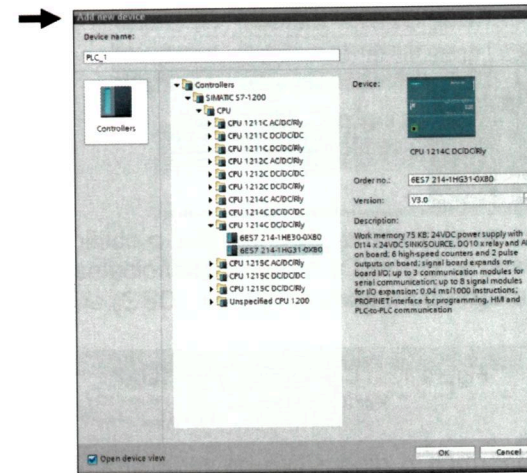 Add new device
Device name:
PLC_1
Controllers
Controllers
SIMATIC S7-1200
CPU
CPU 1211C AC/DC/Rly
CPU 1211C DC/DC/DC
CPU 1211C DC/DC/Rly
CPU 1212C AC/DC/Rly
CPU 1212C DC/DC/DC
CPU 1212C DC/DC/Rly
CPU 1214C AC/DC/Rly
CPU 1214C DC/DC/DC
CPU 1214C DC/DC/Rly
6ES7 214-1HE30-0XB0
6ES7 214-1HG31-0XB0
CPU 1215C AC/DC/Rly
CPU 1215C DC/DC/DC
CPU 1215C DC/DC/Rly
Unspecified CPU 1200
Device:
CPU 1214C DC/DC/Rly
Order no.: 6ES7 214-1HG31-0XB0
Version: V3.0
Description:
Work memory 75 KB; 24VDC power supply with
DI14 x 24VDC SINK/SOURCE, DQ10 x relay and AI
on board; 6 high-speed counters and 2 pulse
outputs on board; signal board expands on-
board I/O; up to 3 communication modules for
serial communication; up to 8 signal modules
for I/O expansion; 0.04 ms/1000 instructions;
PROFINET interface for programming, HMI and
PLC-to-PLC communication
Open device view
OK
Cancel